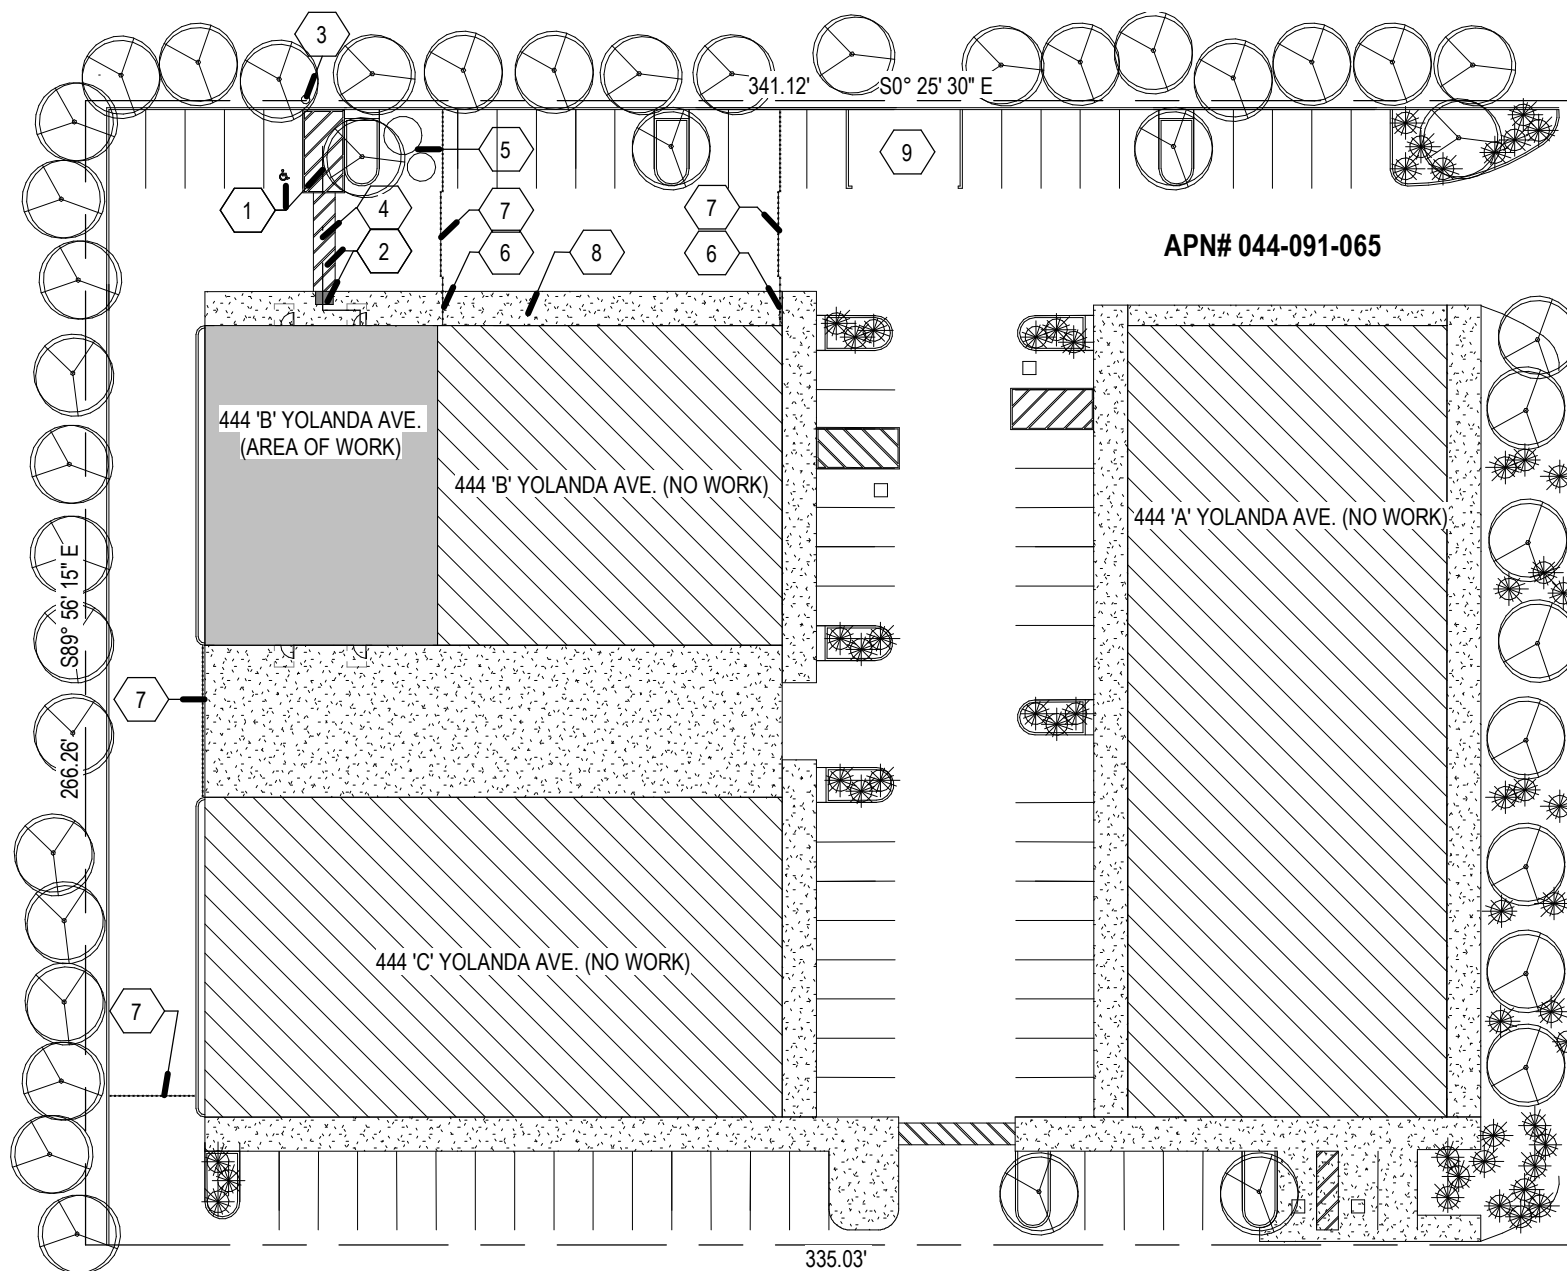 3
341.12' S0° 25' 30" E
5
9
1
4
7
7
2
6
8
6
APN# 044-091-065
444 'B' YOLANDA AVE.
(AREA OF WORK)
444 'B' YOLANDA AVE. (NO WORK)
444 'A' YOLANDA AVE. (NO WORK)
S89° 56' 15" E
7
266.26'
444 'C' YOLANDA AVE. (NO WORK)
7
335.03'